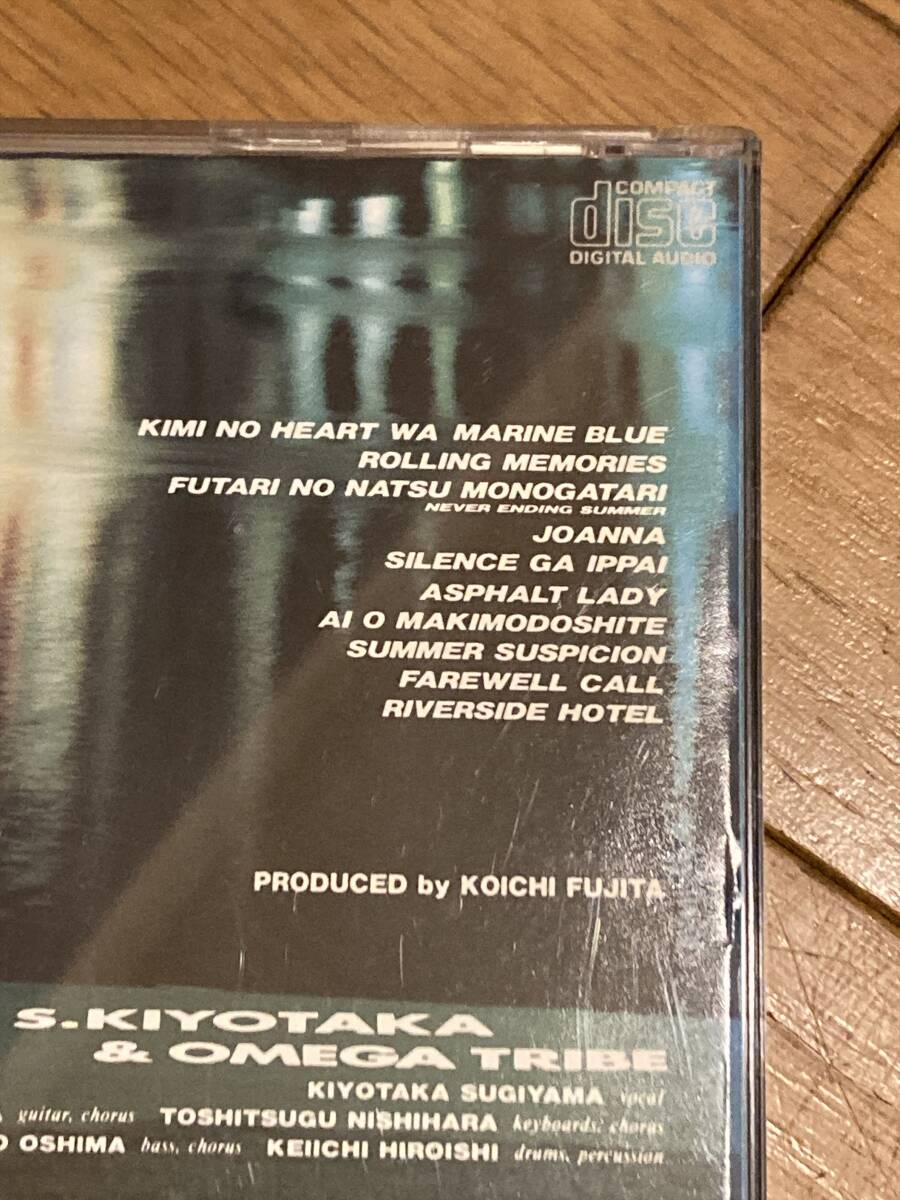 COMPACT
disc
DIGITAL AUDIO
KIMI NO HEART WA MARINE BLUE
ROLLING MEMORIES
FUTARI NO NATSU MONOGATARI
NEVER ENDING SUMMER
JOANNA
SILENCE GA IPPAI
ASPHALT LADY
AI O MAKIMODOSHITE
SUMMER SUSPICION
FAREWELL CALL
RIVERSIDE HOTEL
PRODUCED by KOICHI FUJITA
S.KIYOTAKA
& OMEGA TRIBE
KIYOTAKA SUGIYAMA vocal
guitar, chorus TOSHITSUGU NISHIHARA keyboards, chorus
OSHIMA bass, chorus KEIICHI HIROISHI drums, percussion